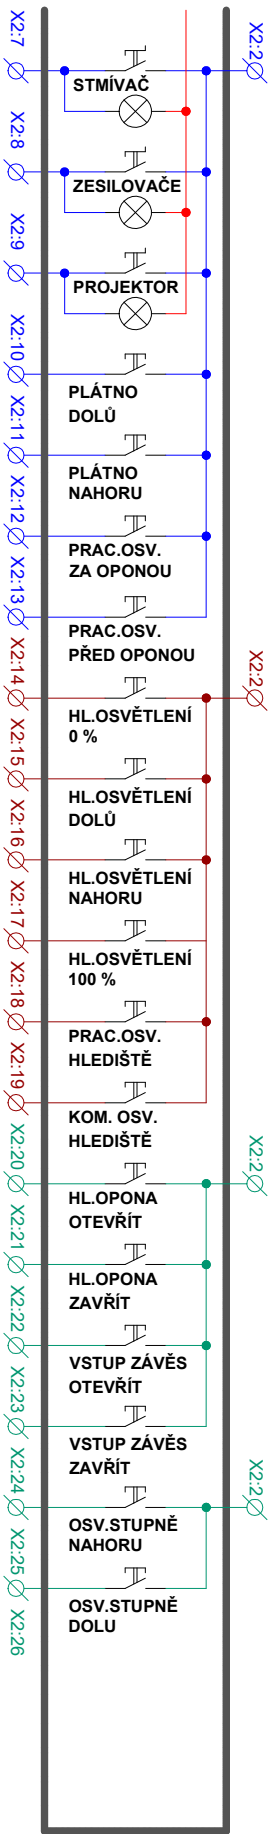 X2:7
X2:2
STMÍVAČ
X2:8
ZESILOVAČE
X2:9
PROJEKTOR
X2:10
PLÁTNO
DOLŮ
X2:11
PLÁTNO
NAHORU
X2:12
PRAC.OSV.
ZA OPONOU
X2:13
PRAC.OSV.
PŘED OPONOU
X2:14
X2:2
HL.OSVĚTLENÍ
0 %
X2:15
HL.OSVĚTLENÍ
DOLŮ
X2:16
HL.OSVĚTLENÍ
NAHORU
X2:17
HL.OSVĚTLENÍ
100 %
X2:18
PRAC.OSV.
HLEDIŠTĚ
X2:19
KOM. OSV.
HLEDIŠTĚ
X2:20
X2:2
HL.OPONA
OTEVŘÍT
X2:21
HL.OPONA
ZAVŘÍT
X2:22
VSTUP ZÁVĚS
OTEVŘÍT
X2:23
VSTUP ZÁVĚS
ZAVŘÍT
X2:24
X2:2
OSV.STUPNĚ
NAHORU
X2:25
OSV.STUPNĚ
DOLU
X2:26